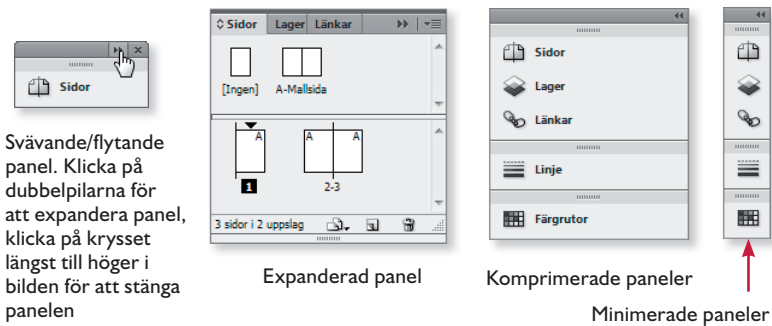 Sidor
Svävande/flytande
panel. Klicka på
dubbelpilarna för
att expandera panel,
klicka på krysset
längst till höger i
bilden för att stänga
panelen
Sidor Lager Länkar
[Ingen] A-Mallsida
A A A
1 2-3
3 sidor i 2 uppslag
Expanderad panel
Sidor
Lager
Länkar
Linje
Färgrutor
Komprimerade paneler
Minimerade paneler